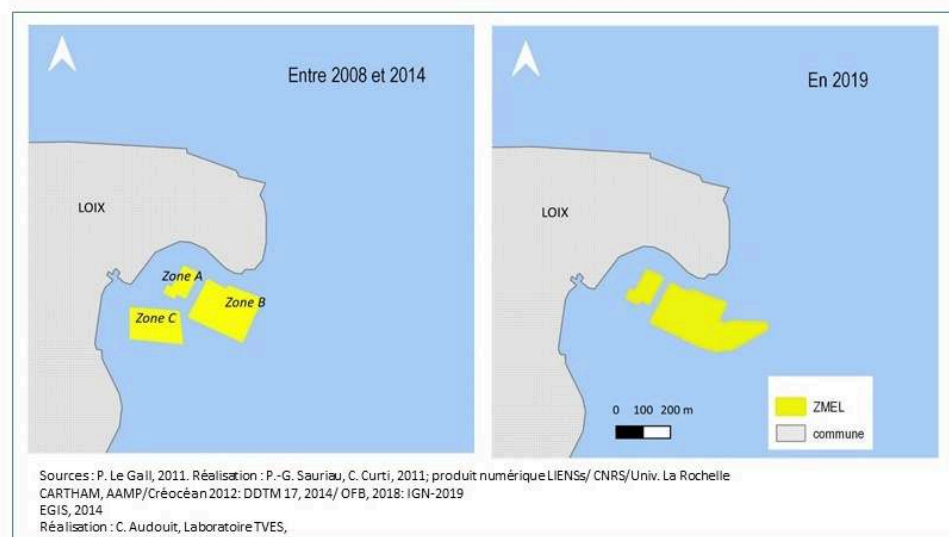 Entre 2008 et 2014
LOIX
Zone A
Zone B
Zone C
En 2019
LOIX
0 100 200 m
ZMEL
commune
Sources : P. Le Gall, 2011. Réalisation : P.-G. Sauriau, C. Curti, 2011; produit numérique LIENSs/ CNRS/Univ. La Rochelle
CARTHAM, AAMP/Créocéan 2012: DDTM 17, 2014/ OFB, 2018: IGN-2019
EGIS, 2014
Réalisation : C. Audouit, Laboratoire TVES,